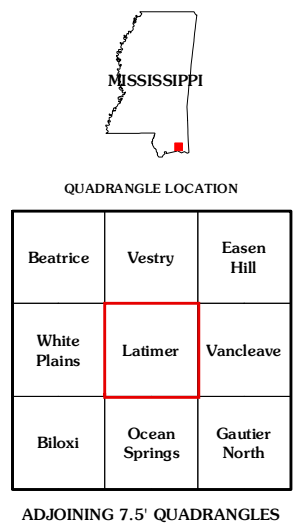 MISSISSIPPI
QUADRANGLE LOCATION
Beatrice
Vestry
Easen
Hill
White
Plains
Latimer
Vancleave
Biloxi
Ocean
Springs
Gautier
North
ADJOINING 7.5' QUADRANGLES